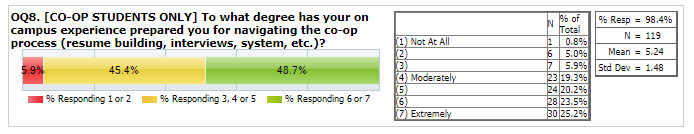 OQ8. [CO-OP STUDENTS ONLY] To what degree has your on
campus experience prepared you for navigating the co-op
process (resume building, interviews, system, etc.)?
5.9% 45.4% 48.7%
% Responding 1 or 2 % Responding 3, 4 or 5 % Responding 6 or 7
N % of Total
(1) Not At All 1 0.8%
(2) 6 5.0%
(3) 7 5.9%
(4) Moderately 23 19.3%
(5) 24 20.2%
(6) 28 23.5%
(7) Extremely 30 25.2%
% Resp = 98.4%
N = 119
Mean = 5.24
Std Dev = 1.48